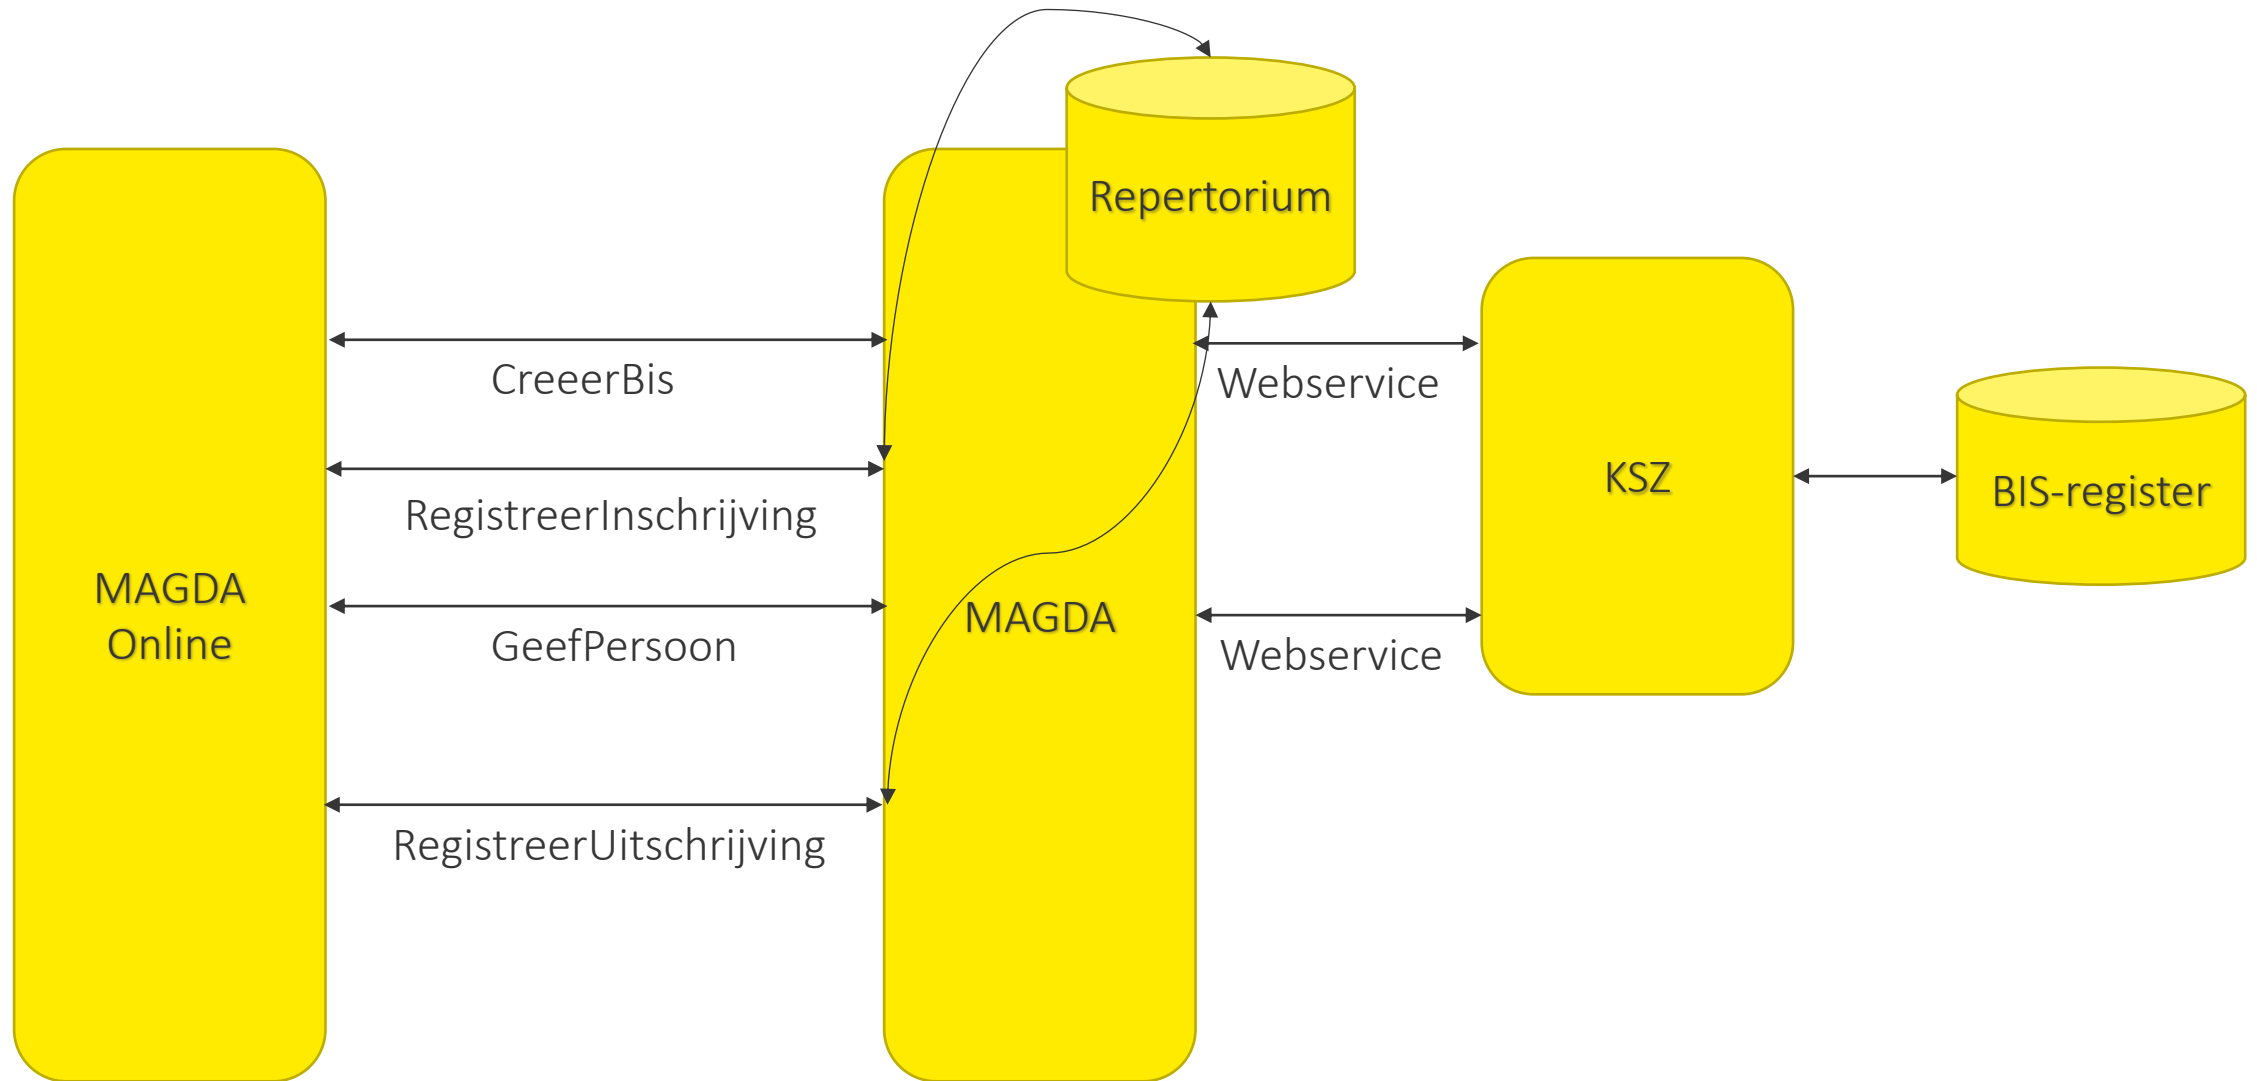 Repertorium
CreeerBis
Webservice
KSZ
BIS-register
RegistreerInschrijving
MAGDA
Online
MAGDA
GeefPersoon
Webservice
RegistreerUitschrijving